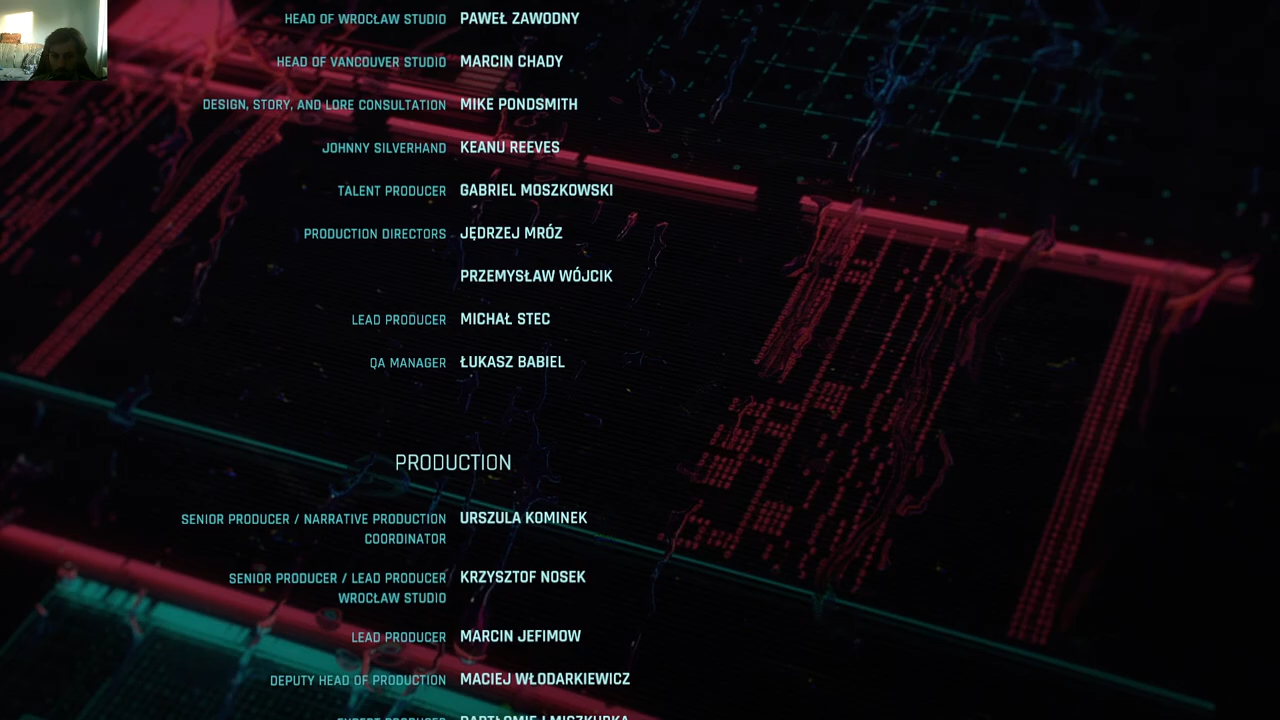 HEAD OF WROCŁAW STUDIO PAWEŁ ZAWODNY
HEAD OF VANCOUVER STUDIO MARCIN CHADY
DESIGN, STORY, AND LORE CONSULTATION MIKE PONDSMITH
JOHNNY SILVERHAND KEANU REEVES
TALENT PRODUCER GABRIEL MOSZKOWSKI
PRODUCTION DIRECTORS JĘDRZEJ MRÓZ
PRZEMYSŁAW WÓJCIK
LEAD PRODUCER MICHAŁ STEC
QA MANAGER ŁUKASZ BABIEL
PRODUCTION
SENIOR PRODUCER / NARRATIVE PRODUCTION URSZULA KOMINEK
COORDINATOR
SENIOR PRODUCER / LEAD PRODUCER KRZYSZTOF NOSEK
WROCŁAW STUDIO
LEAD PRODUCER MARCIN JEFIMOW
DEPUTY HEAD OF PRODUCTION MACIEJ WŁODARKIEWICZ